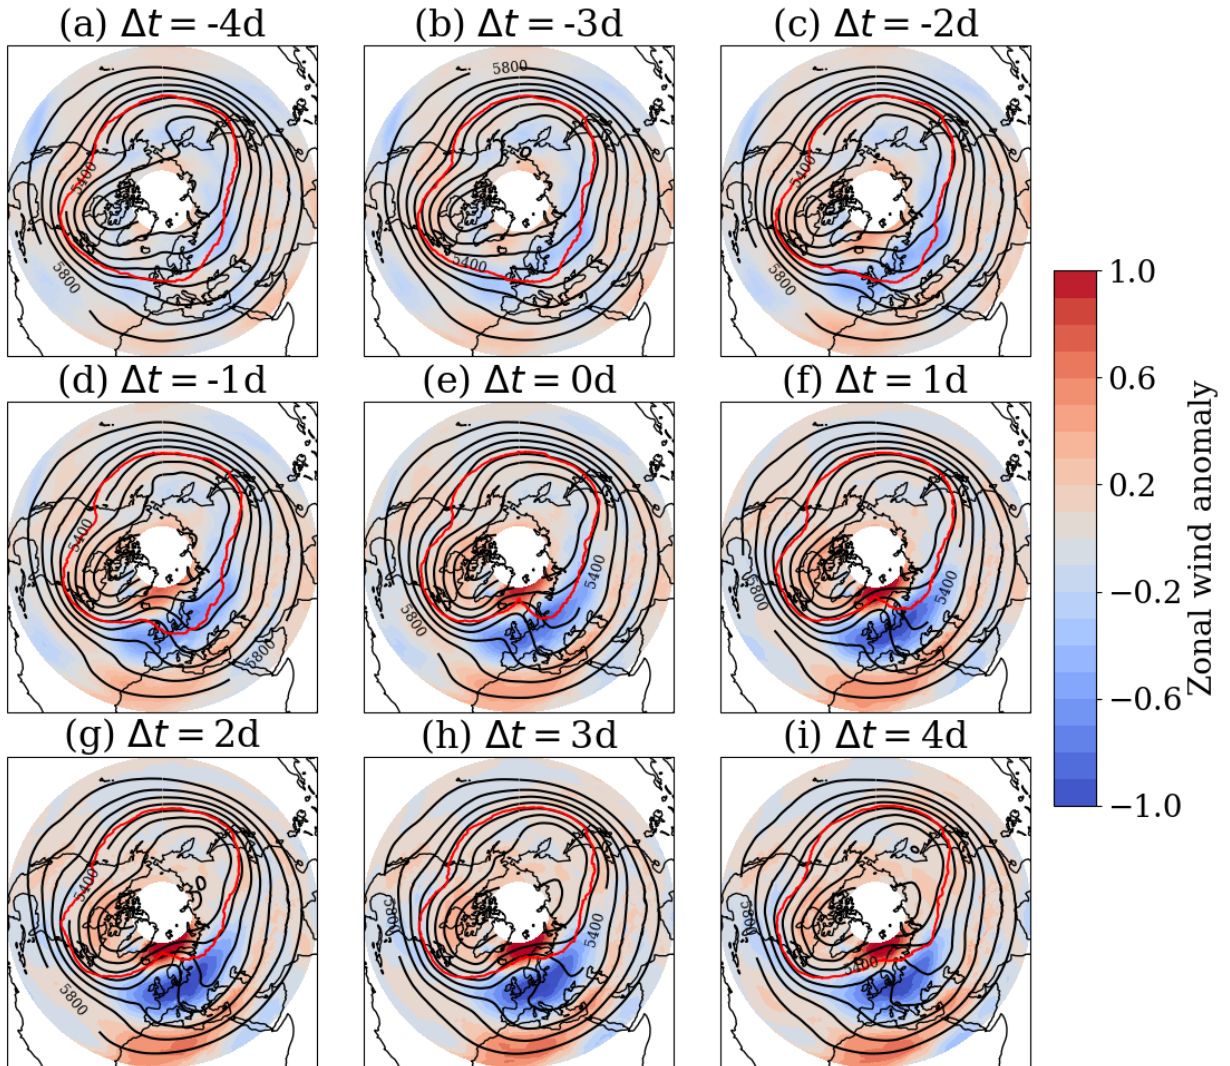 (a) Δt = -4d
(b) Δt = -3d
(c) Δt = -2d
5400
5800
5800
5400
5400
5800
(d) Δt = -1d
(e) Δt = 0d
(f) Δt = 1d
5400
5800
5400
5800
5400
5800
(g) Δt = 2d
(h) Δt = 3d
(i) Δt = 4d
5400
5800
5400
5800
5400
5800
1.0
0.6
0.2
−0.2
−0.6
−1.0
Zonal wind anomaly